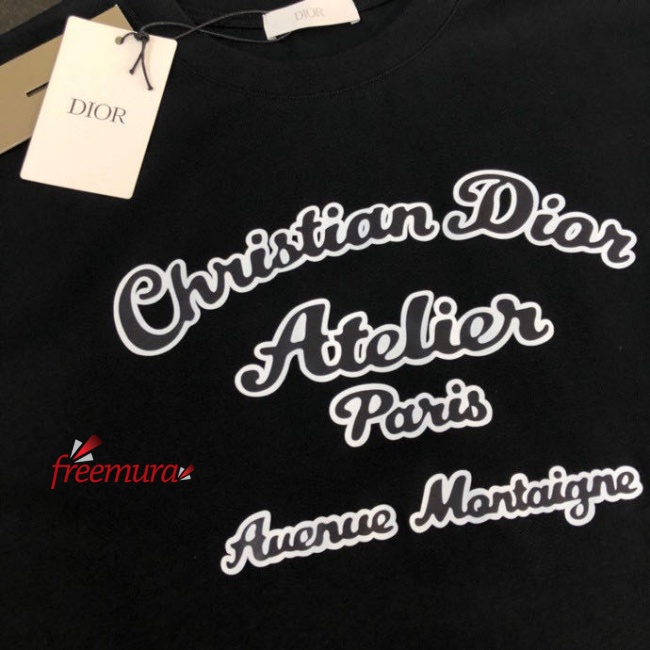 DIOR
DIOR
Christian Dior
Atelier
Paris
freemura
Avenue Montaigne